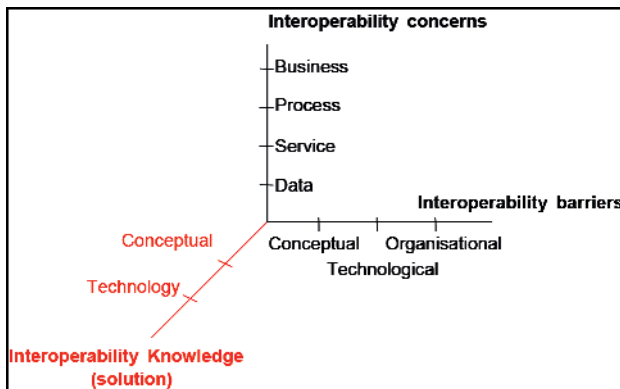 Interoperability concerns
Business
Process
Service
Data
Interoperability barriers
Conceptual
Organisational
Technological
Conceptual
Technology
Interoperability Knowledge
(solution)